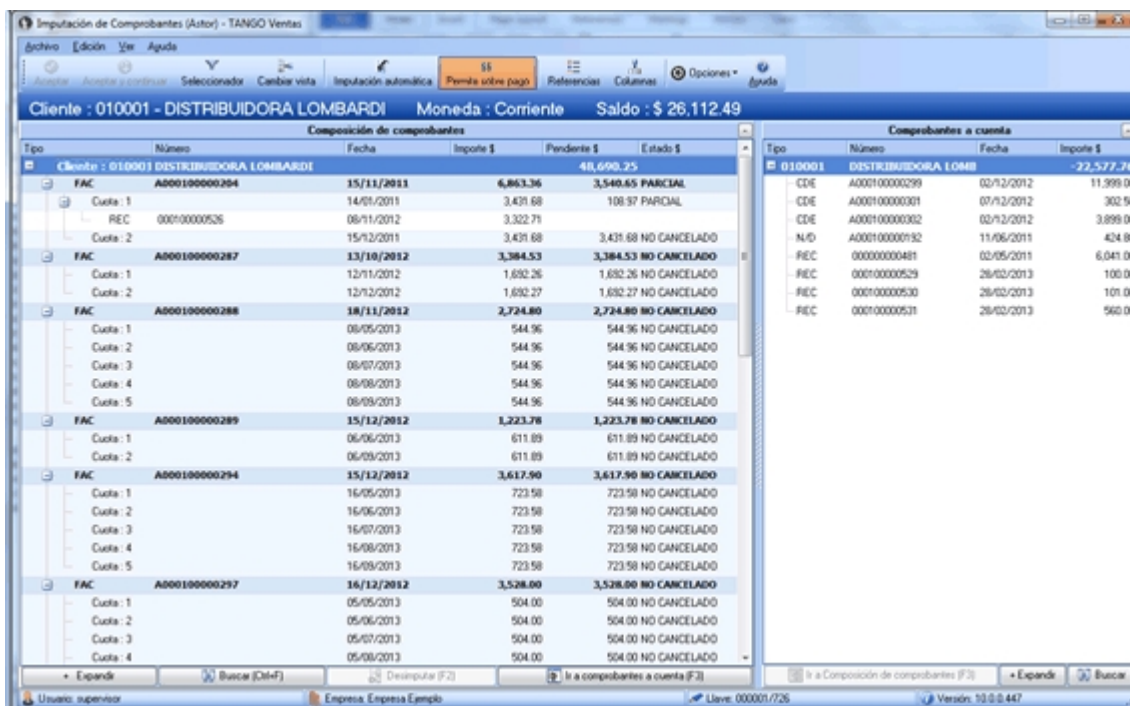 Imputación de Comprobantes (Astor) - TANGO Ventas
Archivo Edición Ver Ayuda
Aceptar Aceptar y continuar Seleccionador Cambiar vista Imputación automática Permite sobre pago Referencias Columnas Opciones Ayuda
Cliente : 010001 - DISTRIBUIDORA LOMBARDI Moneda : Corriente Saldo : $ 26,112.49
Composición de comprobantes
Tipo Número Fecha Importe $ Pendiente $ Estado $
Cliente : 010001 DISTRIBUIDORA LOMBARDI 48,690.25
FAC A000100000204 15/11/2011 6,863.36 3,540.65 PARCIAL
Cuota : 1 14/01/2011 3,431.68 108.97 PARCIAL
REC 000100000526 08/11/2012 3,322.71
Cuota : 2 15/12/2011 3,431.68 3,431.68 NO CANCELADO
FAC A000100000287 13/10/2012 3,384.53 3,384.53 NO CANCELADO
Cuota : 1 12/11/2012 1,692.26 1,692.26 NO CANCELADO
Cuota : 2 12/12/2012 1,692.27 1,692.27 NO CANCELADO
FAC A000100000288 18/11/2012 2,724.80 2,724.80 NO CANCELADO
Cuota : 1 08/05/2013 544.96 544.96 NO CANCELADO
Cuota : 2 08/06/2013 544.96 544.96 NO CANCELADO
Cuota : 3 08/07/2013 544.96 544.96 NO CANCELADO
Cuota : 4 08/08/2013 544.96 544.96 NO CANCELADO
Cuota : 5 08/09/2013 544.96 544.96 NO CANCELADO
FAC A000100000289 15/12/2012 1,223.78 1,223.78 NO CANCELADO
Cuota : 1 06/06/2013 611.89 611.89 NO CANCELADO
Cuota : 2 06/09/2013 611.89 611.89 NO CANCELADO
FAC A000100000294 15/12/2012 3,617.90 3,617.90 NO CANCELADO
Cuota : 1 16/05/2013 723.58 723.58 NO CANCELADO
Cuota : 2 16/06/2013 723.58 723.58 NO CANCELADO
Cuota : 3 16/07/2013 723.58 723.58 NO CANCELADO
Cuota : 4 16/08/2013 723.58 723.58 NO CANCELADO
Cuota : 5 16/09/2013 723.58 723.58 NO CANCELADO
FAC A000100000297 16/12/2012 3,528.00 3,528.00 NO CANCELADO
Cuota : 1 05/05/2013 504.00 504.00 NO CANCELADO
Cuota : 2 05/06/2013 504.00 504.00 NO CANCELADO
Cuota : 3 05/07/2013 504.00 504.00 NO CANCELADO
Cuota : 4 05/08/2013 504.00 504.00 NO CANCELADO
+ Expandir Buscar (Ctrl+F) Desimputar (F2) Ir a comprobantes a cuenta (F3)
Comprobantes a cuenta
Tipo Número Fecha Importe $
010001 DISTRIBUIDORA LOMB -22,577.76
CDE A000100000299 02/12/2012 11,999.0
CDE A000100000301 07/12/2012 302.50
CDE A000100000302 02/12/2012 3,899.0
N/D A000100000192 11/06/2011 424.8
REC 000000000481 02/05/2011 6,041.0
REC 000100000529 28/02/2013 100.0
REC 000100000530 28/02/2013 101.0
REC 000100000531 28/02/2013 560.0
Ir a Composición de comprobantes (F3) + Expandir Buscar
Usuario: supervisor Empresa: Empresa Ejemplo Llave: 000001/726 Versión: 10.0.0.447